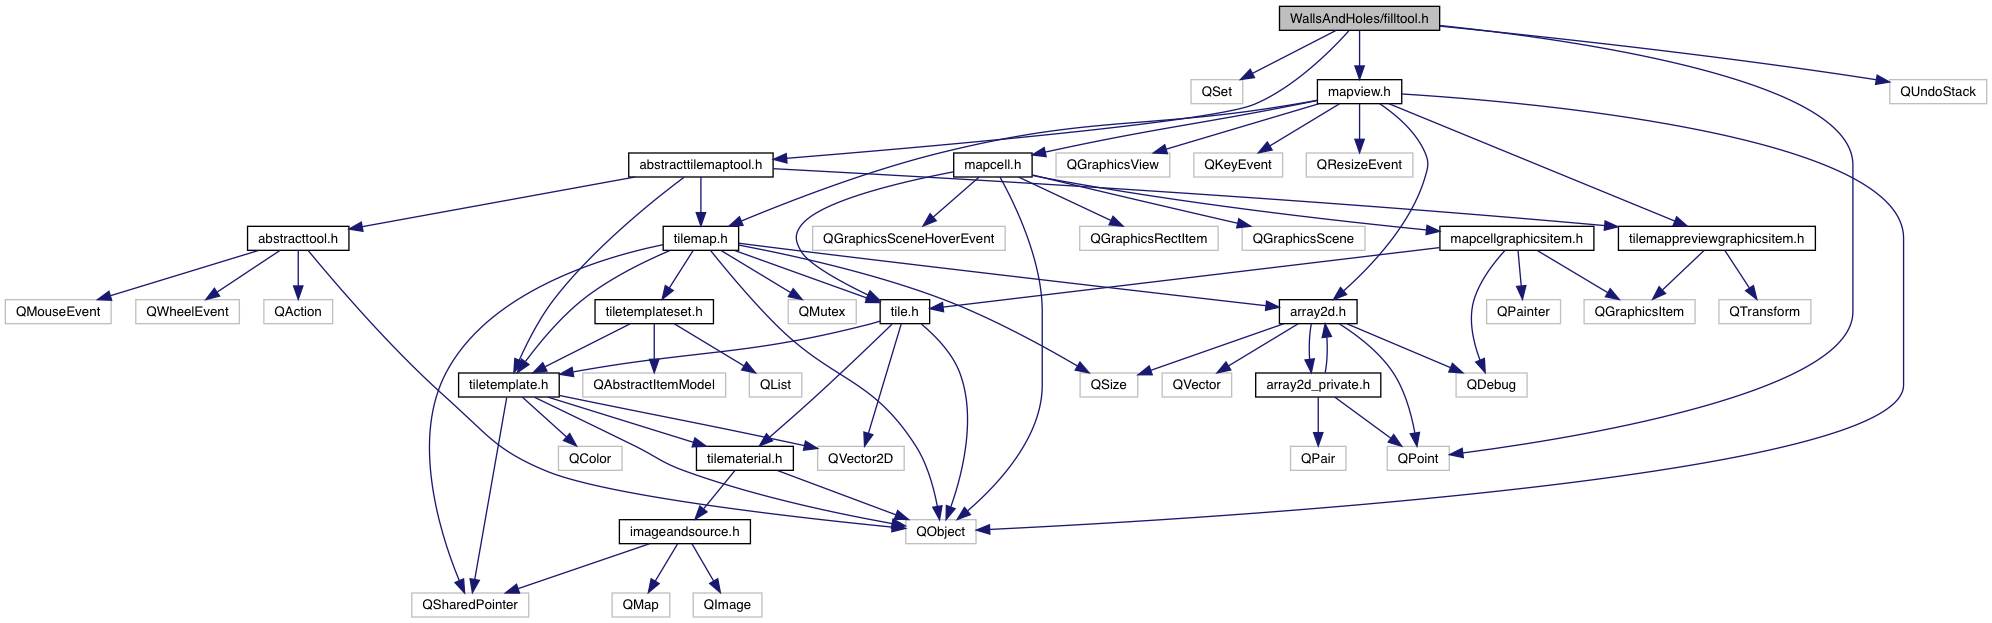 WallsAndHoles/filltool.h
QSet
mapview.h
QUndoStack
abstracttilemaptool.h
mapcell.h
QGraphicsView
QKeyEvent
QResizeEvent
abstracttool.h
tilemap.h
QGraphicsSceneHoverEvent
QGraphicsRectItem
QGraphicsScene
mapcellgraphicsitem.h
tilemappreviewgraphicsitem.h
QMouseEvent
QWheelEvent
QAction
tiletemplateset.h
QMutex
tile.h
array2d.h
QPainter
QGraphicsItem
QTransform
tiletemplate.h
QAbstractItemModel
QList
QSize
QVector
array2d_private.h
QDebug
QColor
tilematerial.h
QVector2D
QPair
QPoint
imageandsource.h
QObject
QSharedPointer
QMap
QImage